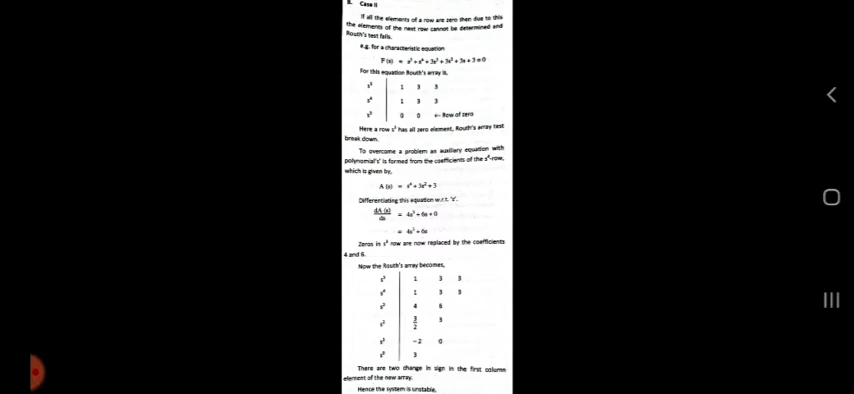 II. Case II
If all the elements of a row are zero then due to this
the elements of the next row cannot be determined and
Routh's test fails.
e.g. for a characteristic equation
F(s) = s⁵ + s⁴ + 3s³ + 3s² + 3s + 3 = 0
For this equation Routh's array is,
s⁵ 1 3 3
s⁴ 1 3 3
s³ 0 0 ← Row of zero
Here a row s³ has all zero element, Routh's array test
break down.
To overcome a problem an auxiliary equation with
polynomial's' is formed from the coefficients of the s⁴-row,
which is given by,
A (s) = s⁴ + 3s² + 3
Differentiating this equation w.r.t. 's'.
dA (s)
ds
= 4s³ + 6s + 0
= 4s³ + 6s
Zeros in s³ row are now replaced by the coefficients
4 and 6.
Now the Routh's array becomes,
s⁵ 1 3 3
s⁴ 1 3 3
s³ 4 6
s² 3/2 3
s¹ -2 0
s⁰ 3
There are two change in sign in the first column
element of the new array.
Hence the system is unstable.